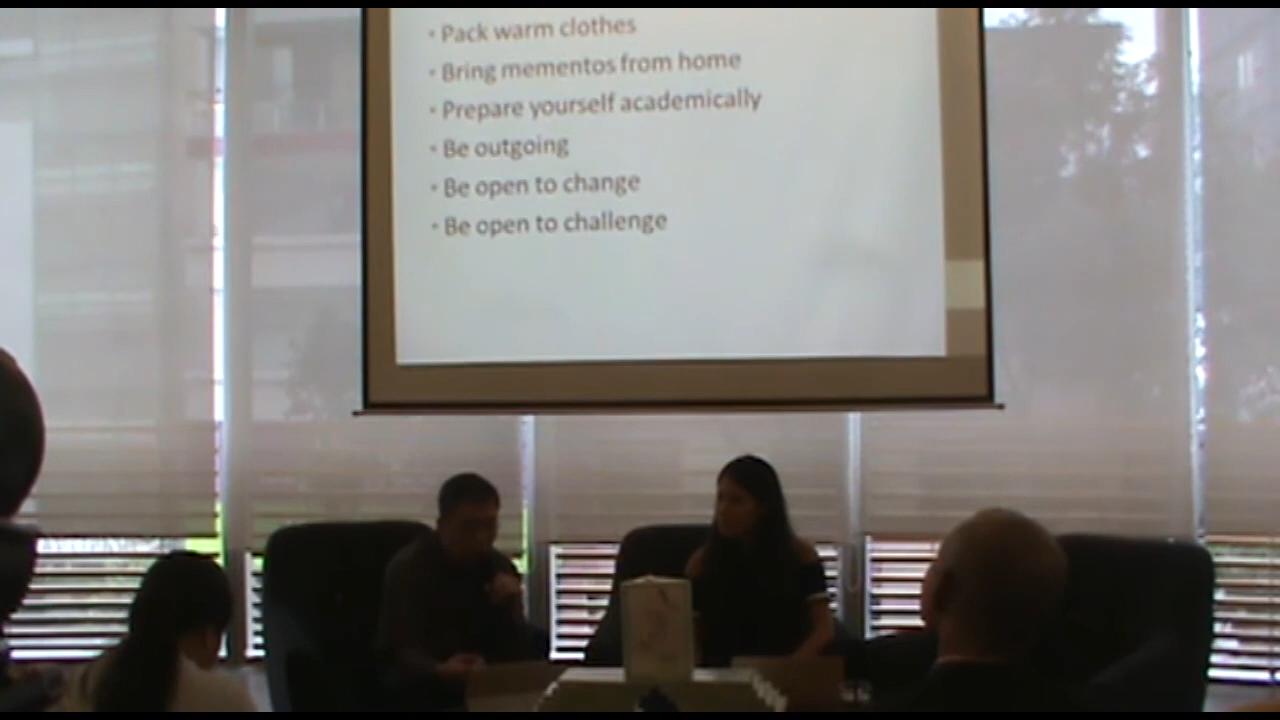 • Pack warm clothes
• Bring mementos from home
• Prepare yourself academically
• Be outgoing
• Be open to change
• Be open to challenge